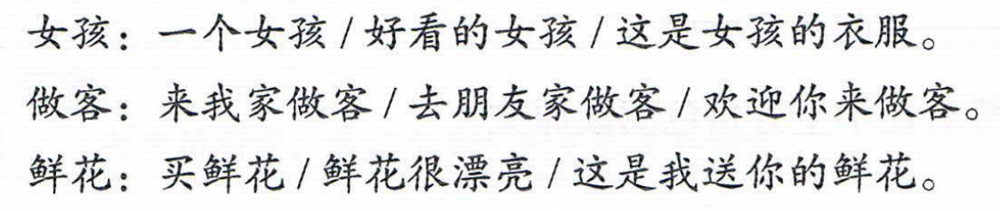 女孩：一个女孩 / 好看的女孩 / 这是女孩的衣服。
做客：来我家做客 / 去朋友家做客 / 欢迎你来做客。
鲜花：买鲜花 / 鲜花很漂亮 / 这是我送你的鲜花。